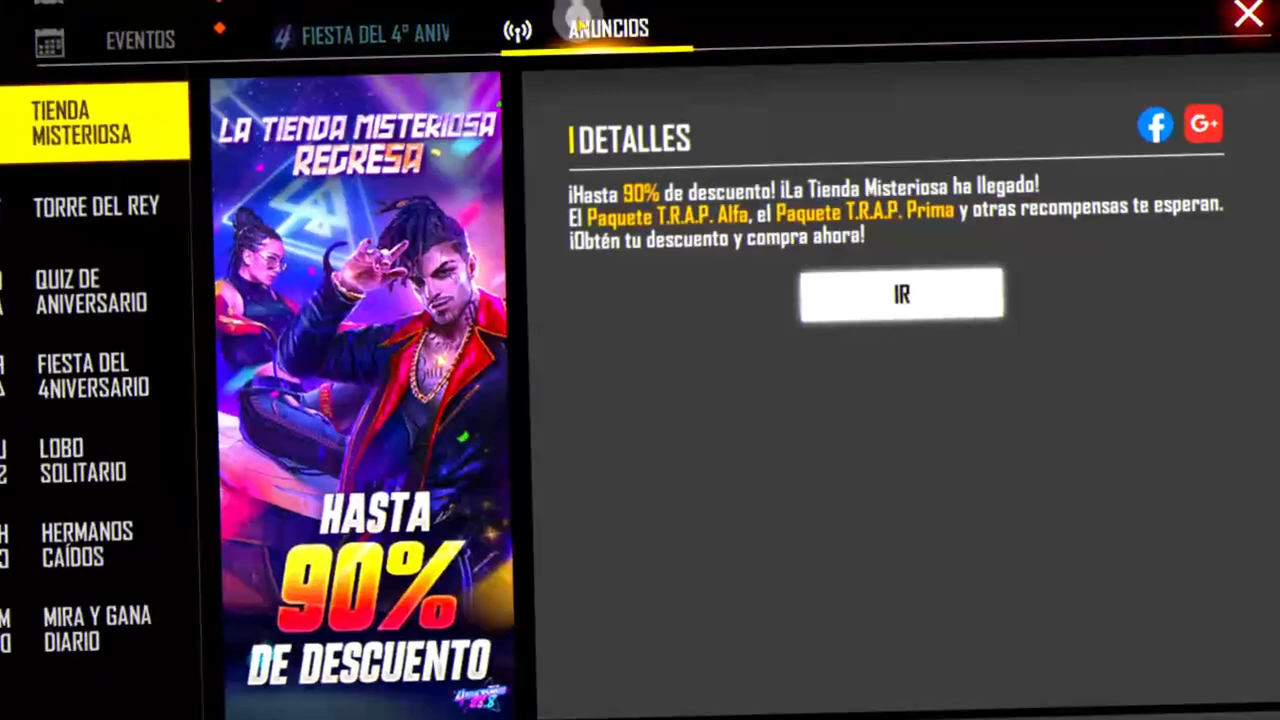 EVENTOS
4 FIESTA DEL 4° ANIV
ANUNCIOS
TIENDA
MISTERIOSA
TORRE DEL REY
QUIZ DE
ANIVERSARIO
FIESTA DEL
4NIVERSARIO
LOBO
SOLITARIO
HERMANOS
CAÍDOS
MIRA Y GANA
DIARIO
LA TIENDA MISTERIOSA
REGRESA
HASTA
90%
DE DESCUENTO
DETALLES
G+
¡Hasta 90% de descuento! ¡La Tienda Misteriosa ha llegado!
El Paquete T.R.A.P. Alfa, el Paquete T.R.A.P. Prima y otras recompensas te esperan.
¡Obtén tu descuento y compra ahora!
IR